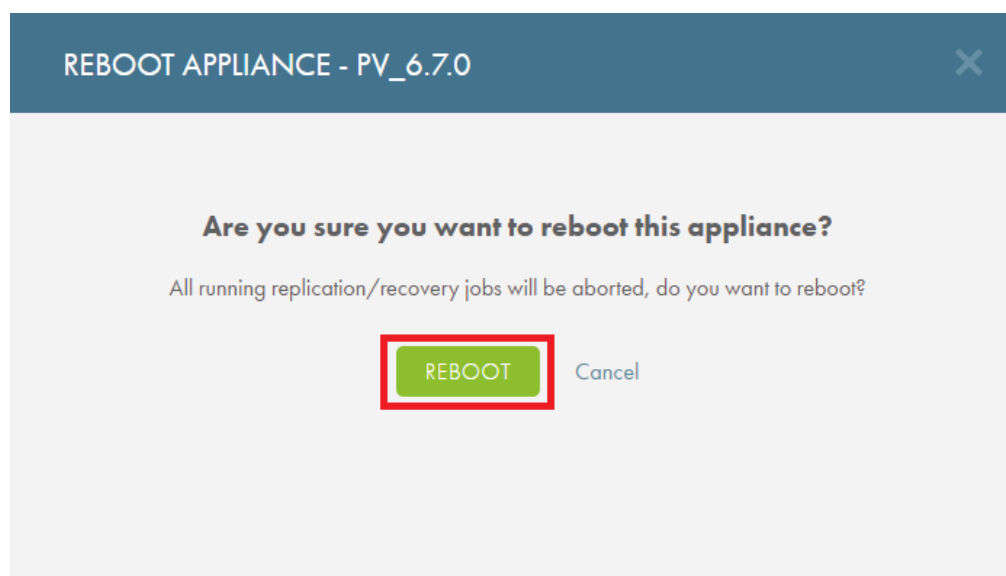 REBOOT APPLIANCE - PV_6.7.0
Are you sure you want to reboot this appliance?
All running replication/recovery jobs will be aborted, do you want to reboot?
REBOOT Cancel